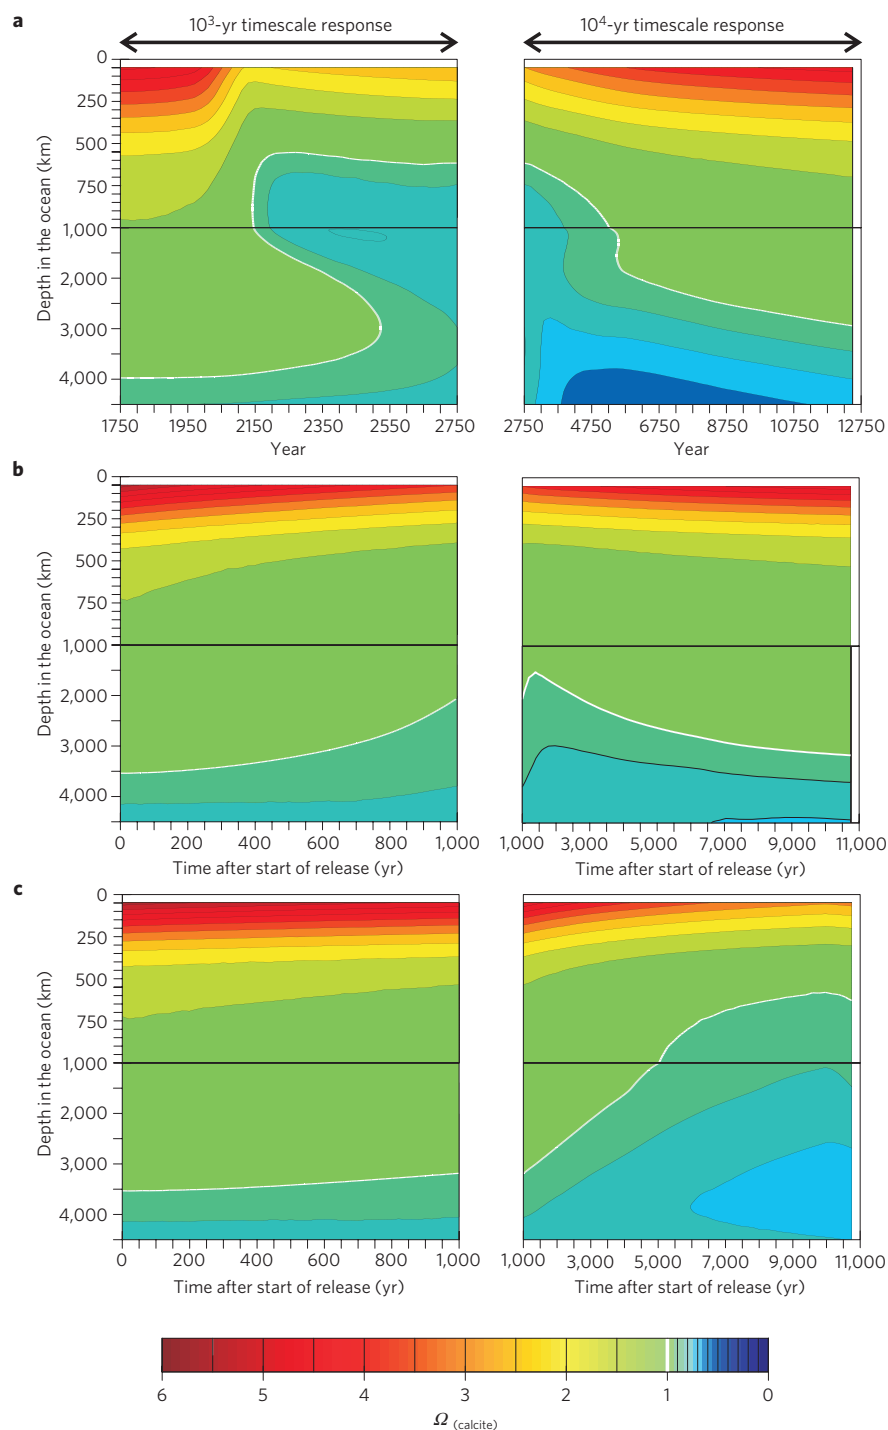 a
10³-yr timescale response
10⁴-yr timescale response
0
250
500
750
1,000
2,000
3,000
4,000
Depth in the ocean (km)
1750 1950 2150 2350 2550 2750
Year
2750 4750 6750 8750 10750 12750
Year
b
0
250
500
750
1,000
2,000
3,000
4,000
Depth in the ocean (km)
0 200 400 600 800 1,000
Time after start of release (yr)
1,000 3,000 5,000 7,000 9,000 11,000
Time after start of release (yr)
c
0
250
500
750
1,000
2,000
3,000
4,000
Depth in the ocean (km)
0 200 400 600 800 1,000
Time after start of release (yr)
1,000 3,000 5,000 7,000 9,000 11,000
Time after start of release (yr)
6 5 4 3 2 1 0
Ω (calcite)